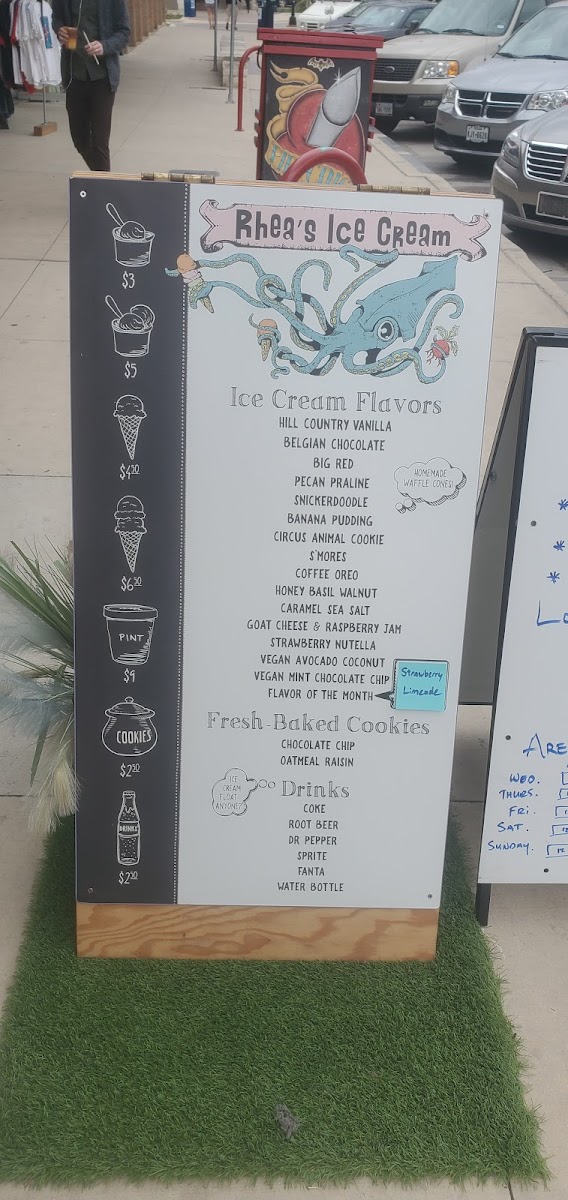 Rhea's Ice Cream
$3
$5
$4.50
$6.50
PINT
$9
COOKIES
$2.50
DRINKS
$2.50
Ice Cream Flavors
HILL COUNTRY VANILLA
BELGIAN CHOCOLATE
BIG RED
PECAN PRALINE
SNICKERDOODLE
BANANA PUDDING
CIRCUS ANIMAL COOKIE
S'MORES
COFFEE OREO
HONEY BASIL WALNUT
CARAMEL SEA SALT
GOAT CHEESE & RASPBERRY JAM
STRAWBERRY NUTELLA
VEGAN AVOCADO COCONUT
VEGAN MINT CHOCOLATE CHIP
FLAVOR OF THE MONTH
Strawberry
Limeade
HOMEMADE
WAFFLE CONES!
Fresh-Baked Cookies
CHOCOLATE CHIP
OATMEAL RAISIN
ICE
CREAM
FLOAT
ANYONE?
Drinks
COKE
ROOT BEER
DR PEPPER
SPRITE
FANTA
WATER BOTTLE
*
*
*
WED.
THURS.
FRI.
SAT.
SUNDAY.